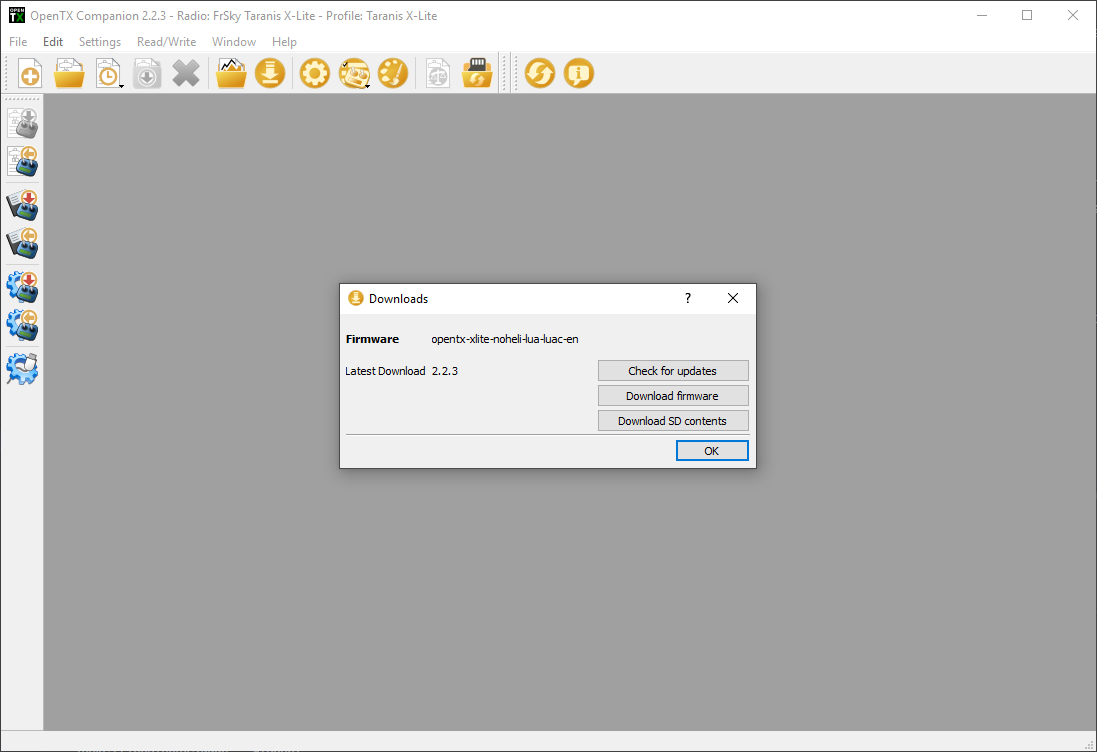 OPEN
TX
OpenTX Companion 2.2.3 - Radio: FrSky Taranis X-Lite - Profile: Taranis X-Lite
File Edit Settings Read/Write Window Help
Downloads
?
Firmware opentx-xlite-noheli-lua-luac-en
Latest Download 2.2.3
Check for updates
Download firmware
Download SD contents
OK